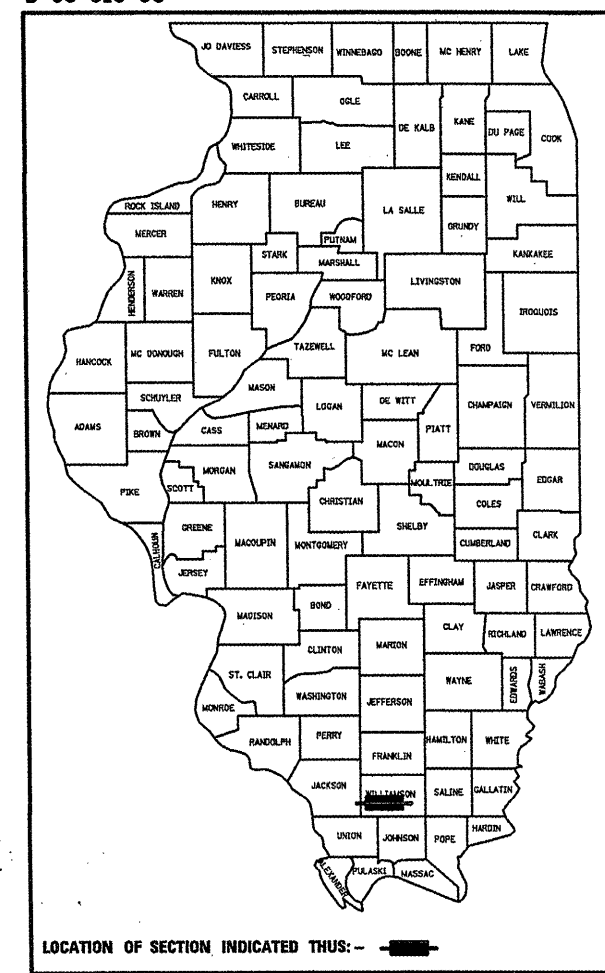 JO DAVIESS STEPHENSON WINNEBAGO BOONE MC HENRY LAKE
CARROLL OGLE DE KALB KANE DU PAGE COOK
WHITESIDE LEE
KENDALL
ROCK ISLAND HENRY BUREAU LA SALLE WILL
MERCER PUTNAM GRUNDY
STARK MARSHALL KANKAKEE
HENDERSON WARREN KNOX PEORIA WOODFORD LIVINGSTON IROQUOIS
HANCOCK MC DONOUGH FULTON TAZEWELL MC LEAN FORD
MASON
SCHUYLER LOGAN DE WITT CHAMPAIGN VERMILION
ADAMS BROWN CASS MENARD MACON PIATT
MORGAN SANGAMON DOUGLAS
PIKE SCOTT CHRISTIAN MOULTRIE EDGAR
COLES
GREENE MACOUPIN MONTGOMERY SHELBY CUMBERLAND CLARK
CALHOUN JERSEY
FAYETTE EFFINGHAM JASPER CRAWFORD
MADISON BOND
CLINTON MARION CLAY RICHLAND LAWRENCE
ST. CLAIR WAYNE EDWARDS WABASH
MONROE WASHINGTON JEFFERSON
RANDOLPH PERRY HAMILTON WHITE
FRANKLIN
JACKSON WILLIAMSON SALINE GALLATIN
UNION JOHNSON POPE HARDIN
ALEXANDER PULASKI MASSAC
LOCATION OF SECTION INDICATED THUS:-